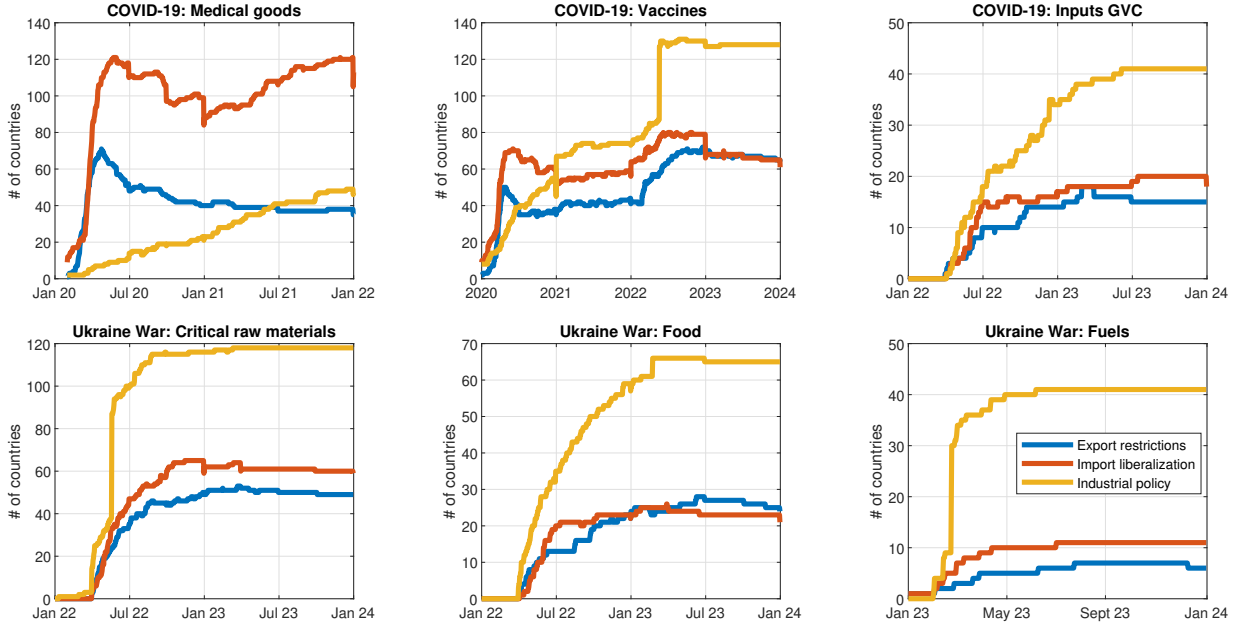 COVID-19: Medical goods
# of countries
140
120
100
80
60
40
20
0
Jan 20 Jul 20 Jan 21 Jul 21 Jan 22
COVID-19: Vaccines
# of countries
140
120
100
80
60
40
20
0
2020 2021 2022 2023 2024
COVID-19: Inputs GVC
# of countries
50
40
30
20
10
0
Jan 22 Jul 22 Jan 23 Jul 23 Jan 24
Ukraine War: Critical raw materials
# of countries
120
100
80
60
40
20
0
Jan 22 Jul 22 Jan 23 Jul 23 Jan 24
Ukraine War: Food
# of countries
70
60
50
40
30
20
10
0
Jan 22 Jul 22 Jan 23 Jul 23 Jan 24
Ukraine War: Fuels
# of countries
50
40
30
20
10
0
Jan 23 May 23 Sept 23 Jan 24
Export restrictions
Import liberalization
Industrial policy